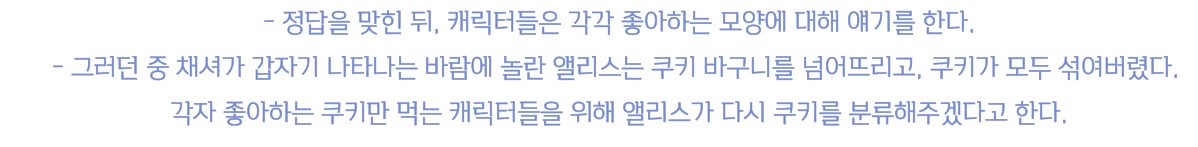 - 정답을 맞힌 뒤, 캐릭터들은 각각 좋아하는 모양에 대해 얘기를 한다.
- 그러던 중 채셔가 갑자기 나타나는 바람에 놀란 앨리스는 쿠키 바구니를 넘어뜨리고, 쿠키가 모두 섞여버렸다.
각자 좋아하는 쿠키만 먹는 캐릭터들을 위해 앨리스가 다시 쿠키를 분류해주겠다고 한다.